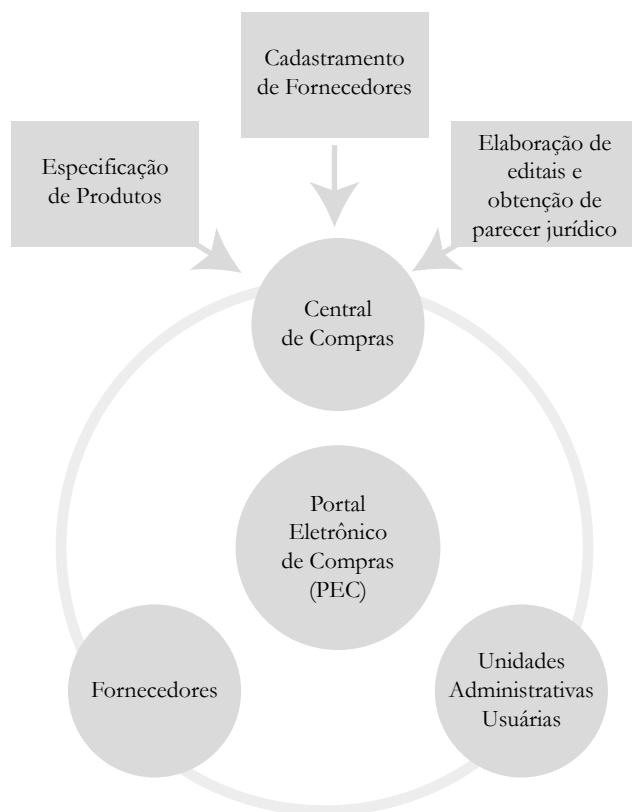 Cadastramento
de Fornecedores
Especificação
de Produtos
Elaboração de
editais e
obtenção de
parecer jurídico
Central
de Compras
Portal
Eletrônico
de Compras
(PEC)
Fornecedores
Unidades
Administrativas
Usuárias